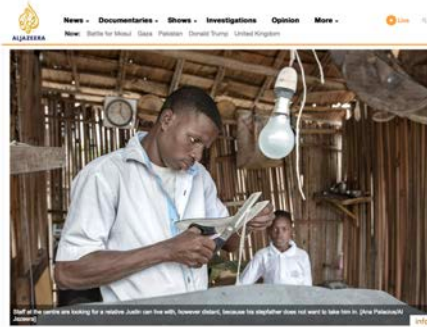 News Documentaries Shows Investigations Opinion More
Live
ALJAZEERA
Now: Battle for Mosul Gaza Pakistan Donald Trump United Kingdom
Staff at the centre are looking for a relative Justin can live with, however distant, because his stepfather does not want to take him in. [Ana Palacios/Al
Jazeera]
info